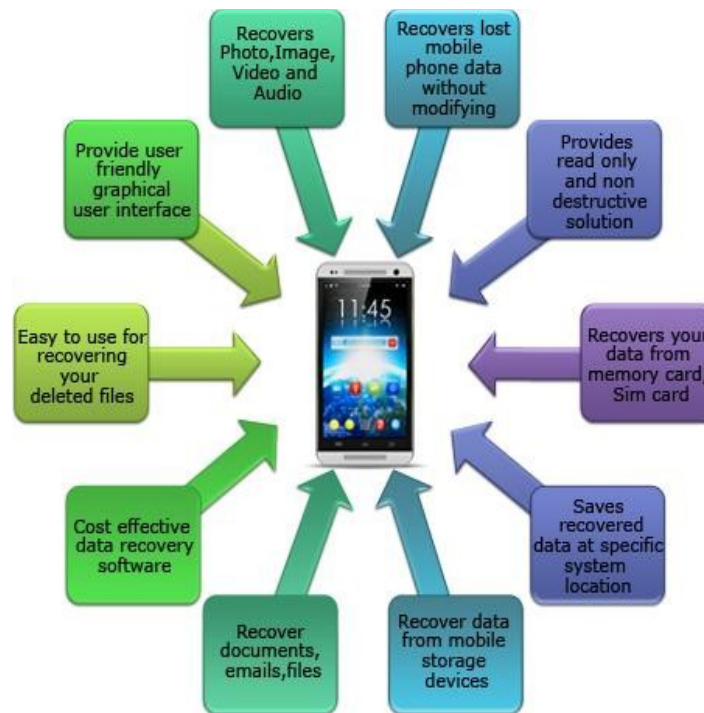 Recovers
Photo,Image,
Video and
Audio
Recovers lost
mobile
phone data
without
modifying
Provides
read only
and non
destructive
solution
Recovers your
data from
memory card,
Sim card
Saves
recovered
data at specific
system
location
Recover data
from mobile
storage
devices
Recover
documents,
emails,files
Cost effective
data recovery
software
Easy to use for
recovering
your
deleted files
Provide user
friendly
graphical
user interface
11:45